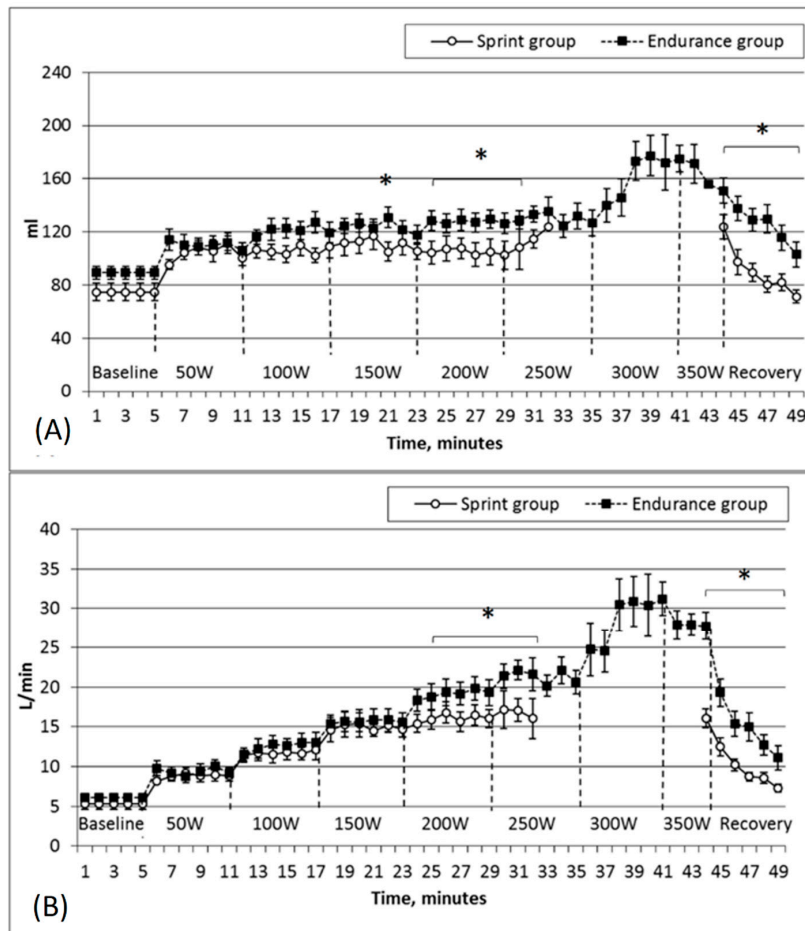 Sprint group Endurance group
240
200
160
120
80
40
0
ml
* * *
Baseline 50W 100W 150W 200W 250W 300W 350W Recovery
1 3 5 7 9 11 13 15 17 19 21 23 25 27 29 31 33 35 37 39 41 43 45 47 49
Time, minutes
(A)
Sprint group Endurance group
40
35
30
25
20
15
10
5
L/min
* *
Baseline 50W 100W 150W 200W 250W 300W 350W Recovery
1 3 5 7 9 11 13 15 17 19 21 23 25 27 29 31 33 35 37 39 41 43 45 47 49
Time, minutes
(B)